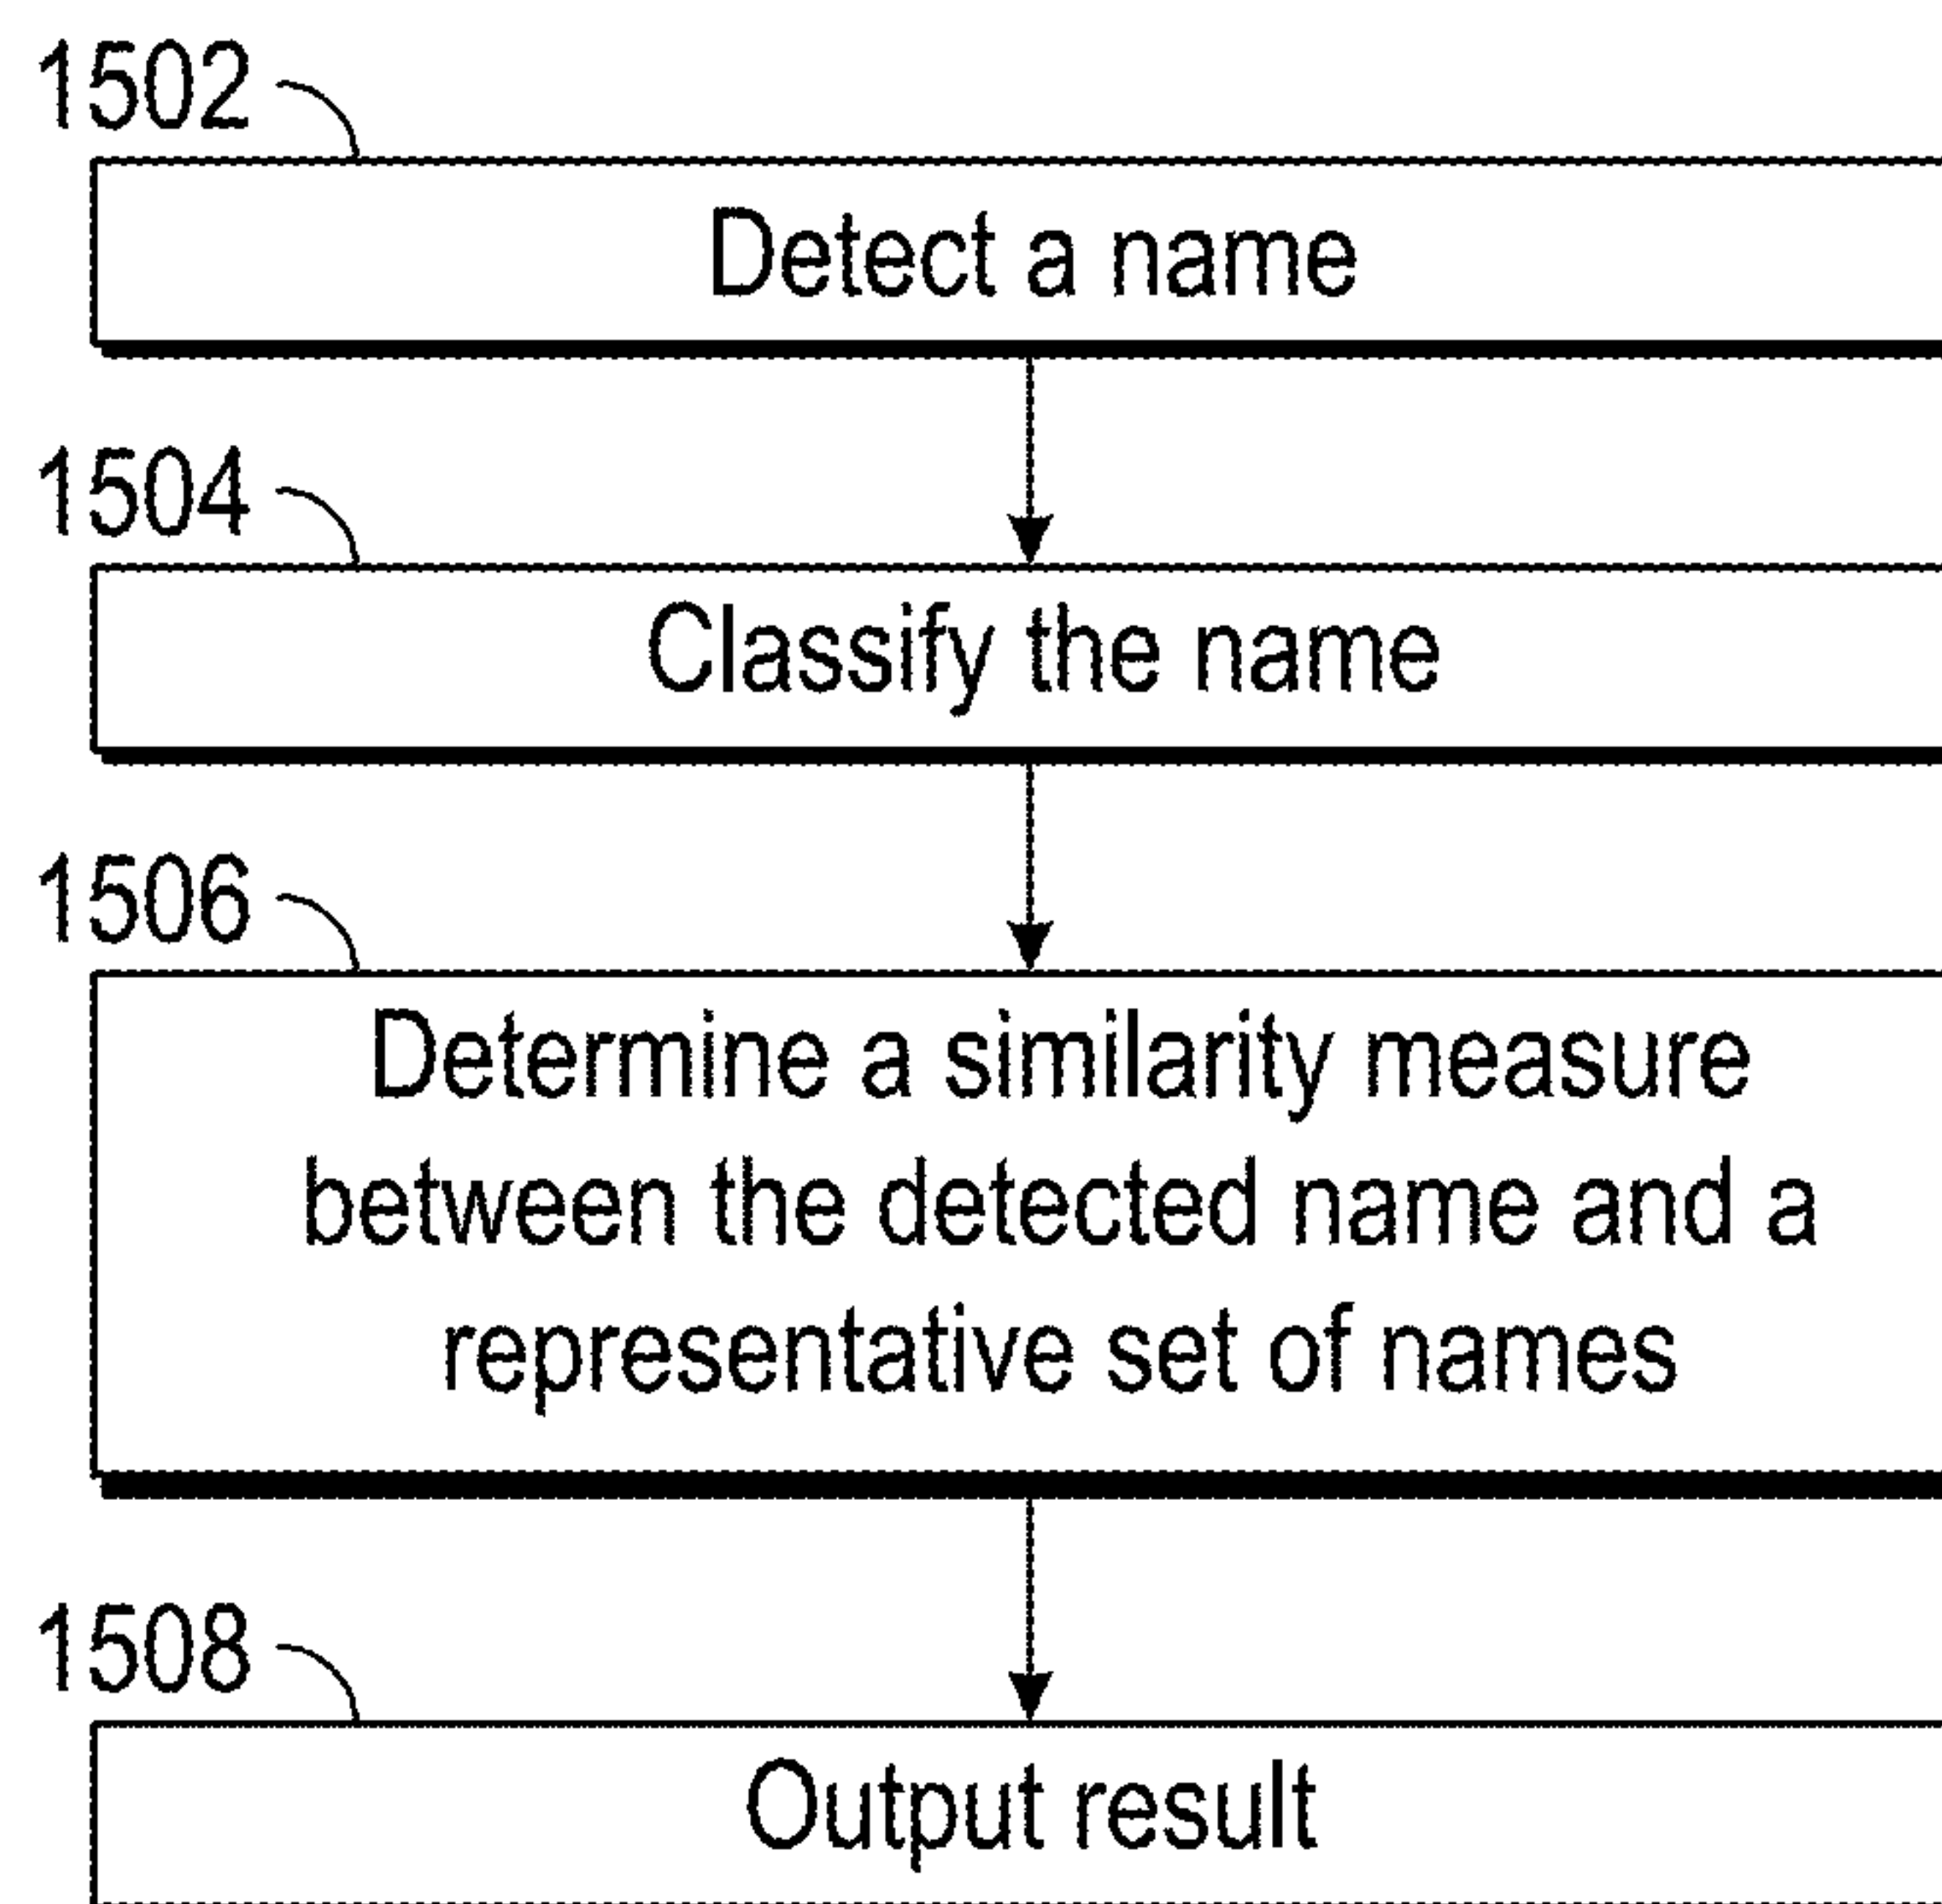 1502
Detect a name
1504
Classify the name
1506
Determine a similarity measure
between the detected name and a
representative set of names
1508
Output result